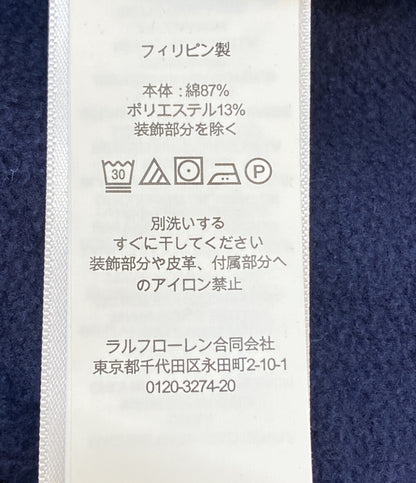 フィリピン製
本体 : 綿87%
ポリエステル13%
装飾部分を除く
30 P
別洗いする
すぐに干してください
装飾部分や皮革、付属部分へ
のアイロン禁止
ラルフローレン合同会社
東京都千代田区永田町2-10-1
0120-3274-20